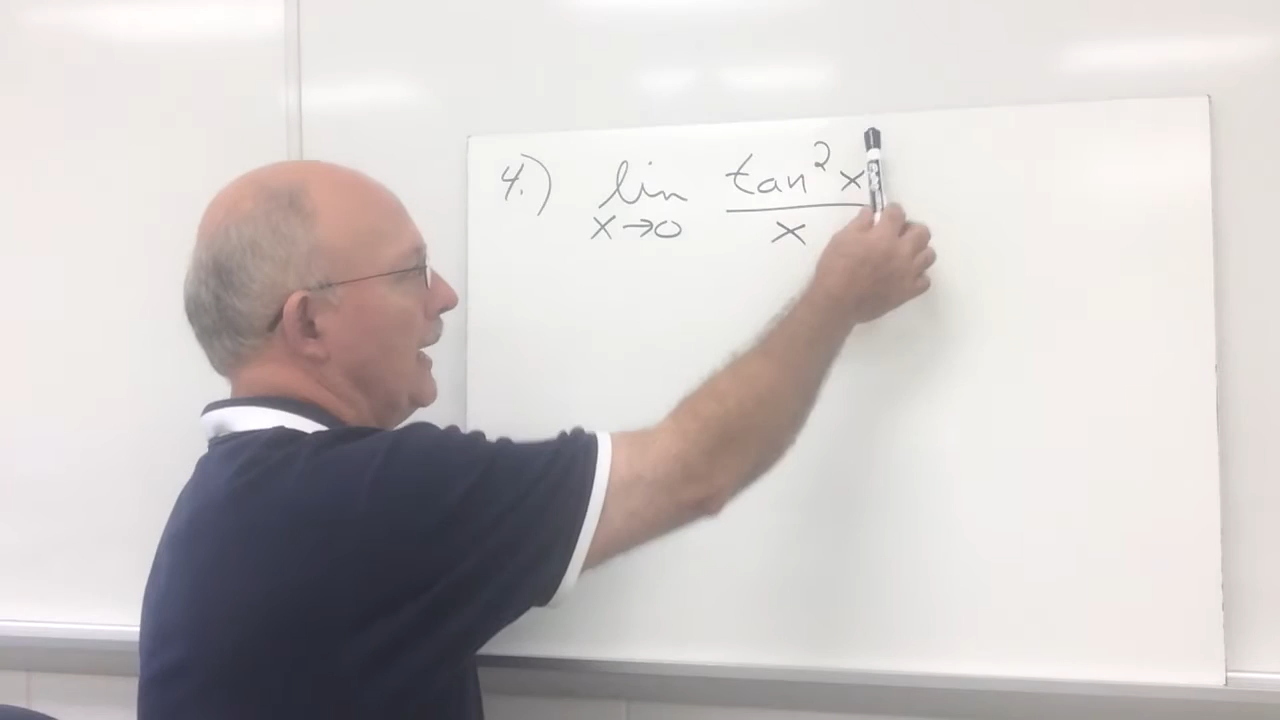 4.) lim tan² x
x→0 x